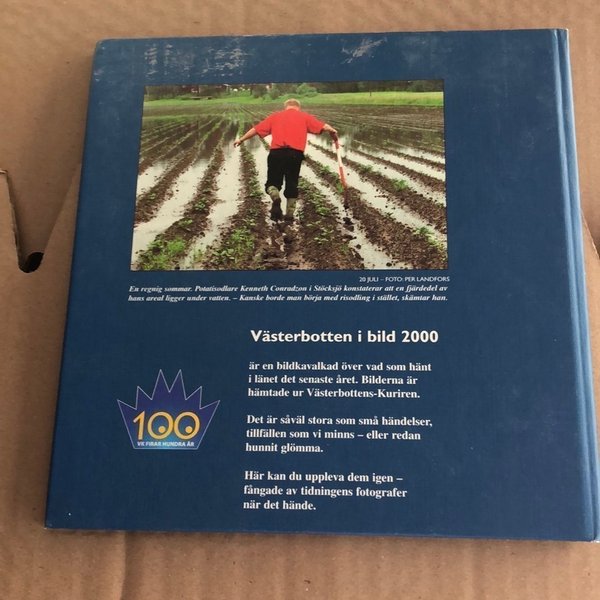 20 JULI – FOTO: PER LANDFORS
En regnig sommar. Potatisodlare Kenneth Conradzon i Stöcksjö konstaterar att en fjärdedel av
hans areal ligger under vatten. – Kanske borde man börja med risodling i stället, skämtar han.
Västerbotten i bild 2000
är en bildkavalkad över vad som hänt
i länet det senaste året. Bilderna är
hämtade ur Västerbottens-Kuriren.
Det är såväl stora som små händelser,
tillfällen som vi minns – eller redan
hunnit glömma.
Här kan du uppleva dem igen –
fångade av tidningens fotografer
när det hände.
100
VK FIRAR HUNDRA ÅR